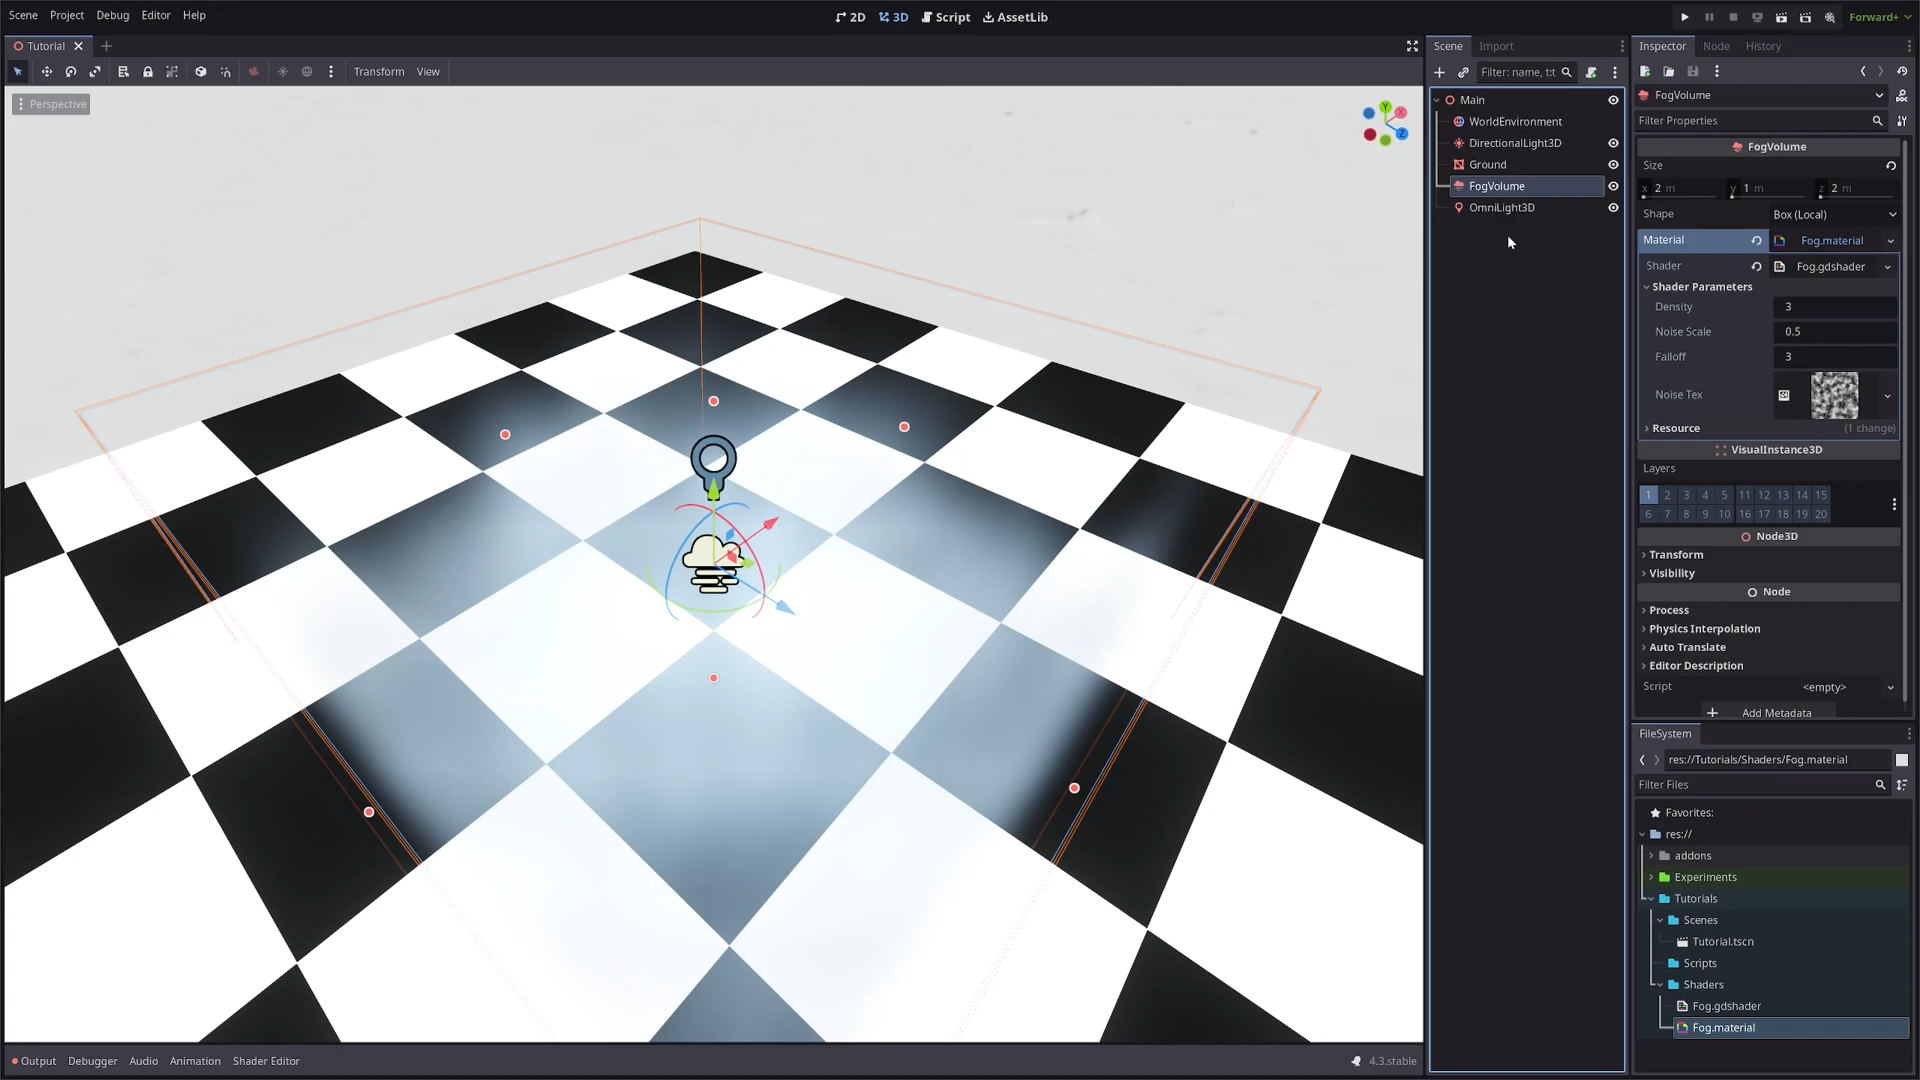 Scene Project Debug Editor Help
2D 3D Script AssetLib
Forward+
Tutorial
Transform View
Perspective
Output Debugger Audio Animation Shader Editor
4.3.stable
Scene Import
Filter: name, t:t
Main
WorldEnvironment
DirectionalLight3D
Ground
FogVolume
OmniLight3D
Inspector Node History
FogVolume
Filter Properties
FogVolume
Size
x 2 m y 1 m z 2 m
Shape Box (Local)
Material Fog.material
Shader Fog.gdshader
Shader Parameters
Density 3
Noise Scale 0.5
Falloff 3
Noise Tex
Resource (1 change)
VisualInstance3D
Layers
1 2 3 4 5 11 12 13 14 15
6 7 8 9 10 16 17 18 19 20
Node3D
Transform
Visibility
Node
Process
Physics Interpolation
Auto Translate
Editor Description
Script <empty>
Add Metadata
FileSystem
res://Tutorials/Shaders/Fog.material
Filter Files
Favorites:
res://
addons
Experiments
Tutorials
Scenes
Tutorial.tscn
Scripts
Shaders
Fog.gdshader
Fog.material